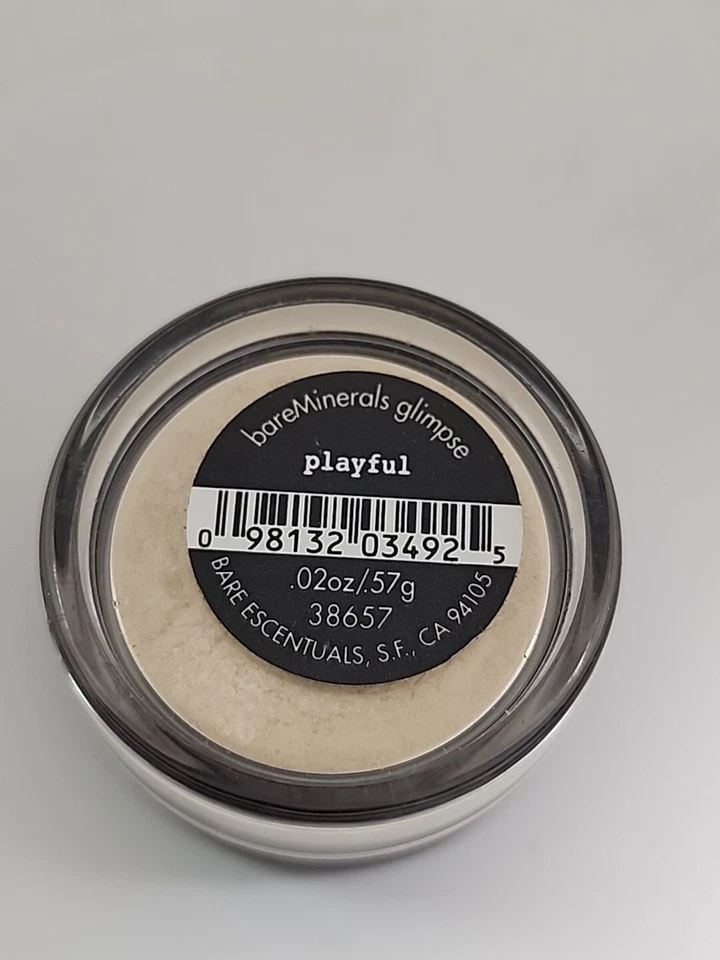 bareMinerals glimpse
playful
0 98132 03492 5
.02oz/.57g
38657
BARE ESCENTUALS, S.F., CA 94105